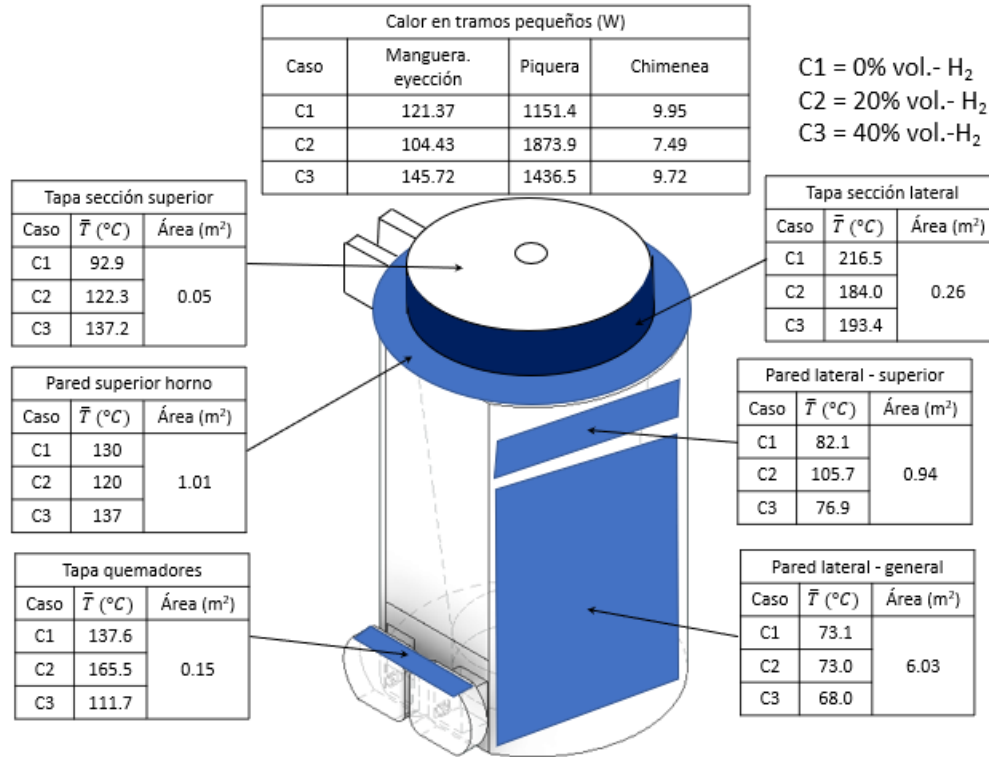 Calor en tramos pequeños (W)
Caso Manguera. eyección Piquera Chimenea
C1 121.37 1151.4 9.95
C2 104.43 1873.9 7.49
C3 145.72 1436.5 9.72
C1 = 0% vol.- H₂
C2 = 20% vol.- H₂
C3 = 40% vol.-H₂
Tapa sección superior
Caso T̅ (°C) Área (m²)
C1 92.9
C2 122.3 0.05
C3 137.2
Tapa sección lateral
Caso T̅ (°C) Área (m²)
C1 216.5
C2 184.0 0.26
C3 193.4
Pared superior horno
Caso T̅ (°C) Área (m²)
C1 130
C2 120 1.01
C3 137
Pared lateral - superior
Caso T̅ (°C) Área (m²)
C1 82.1
C2 105.7 0.94
C3 76.9
Tapa quemadores
Caso T̅ (°C) Área (m²)
C1 137.6
C2 165.5 0.15
C3 111.7
Pared lateral - general
Caso T̅ (°C) Área (m²)
C1 73.1
C2 73.0 6.03
C3 68.0